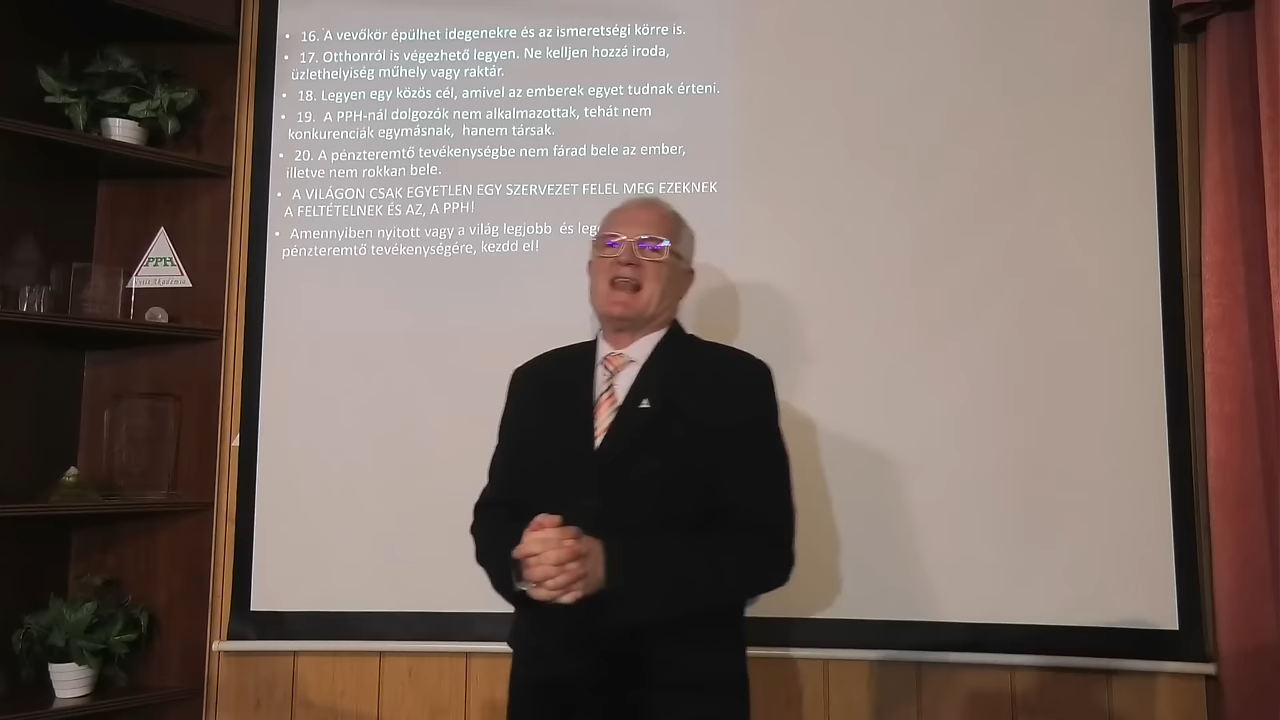 • 16. A vevőkör épülhet idegenekre és az ismeretségi körre is.
• 17. Otthonról is végezhető legyen. Ne kelljen hozzá iroda,
üzlethelyiség műhely vagy raktár.
• 18. Legyen egy közös cél, amivel az emberek egyet tudnak érteni.
• 19. A PPH-nál dolgozók nem alkalmazottak, tehát nem
konkurenciák egymásnak, hanem társak.
• 20. A pénzteremtő tevékenységbe nem fárad bele az ember,
illetve nem rokkan bele.
• A VILÁGON CSAK EGYETLEN EGY SZERVEZET FELEL MEG EZEKNEK
A FELTÉTELNEK ÉS AZ, A PPH!
• Amennyiben nyitott vagy a világ legjobb és
pénzteremtő tevékenységére, kezdd el!
PPH
Nyílt Akadémia